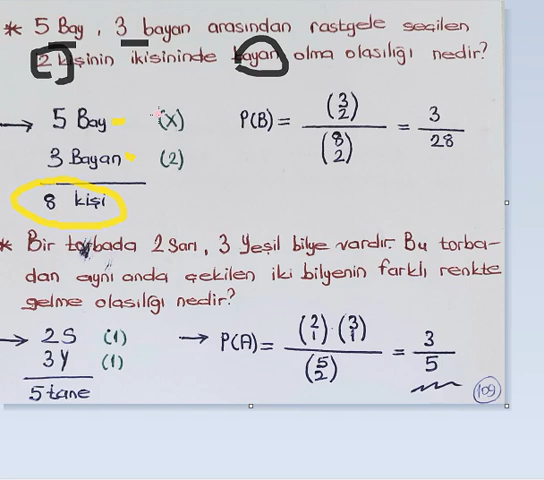 * 5 Bay, 3 bayan arasından rastgele seçilen
2 kişinin ikisininde bayan olma olasılığı nedir?
→ 5 Bay (x) P(B) = (3 2) / (8 2) = 3/28
3 Bayan (2)
8 kişi
* Bir torbada 2 Sarı, 3 Yeşil bilye vardır. Bu torba-
dan aynı anda çekilen iki bilyenin farklı renkte
gelme olasılığı nedir?
→ 2S (1) → P(A) = (2 1) · (3 1) / (5 2) = 3/5
3Y (1)
5 tane
109